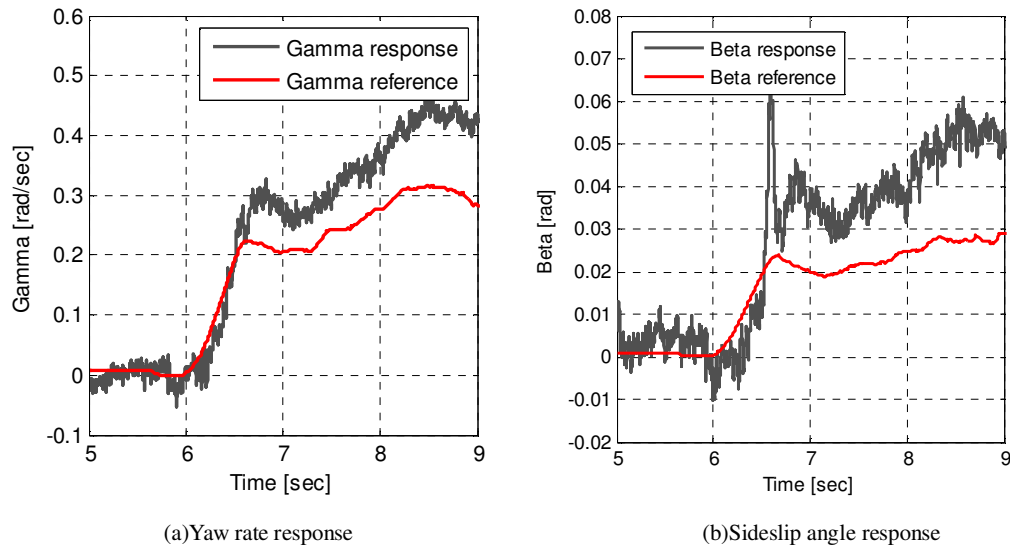 0.6
0.5
0.4
0.3
0.2
0.1
0
-0.1
Gamma [rad/sec]
Gamma response
Gamma reference
5 6 7 8 9
Time [sec]
(a)Yaw rate response
0.08
0.07
0.06
0.05
0.04
0.03
0.02
0.01
0
-0.01
-0.02
Beta [rad]
Beta response
Beta reference
5 6 7 8 9
Time [sec]
(b)Sideslip angle response